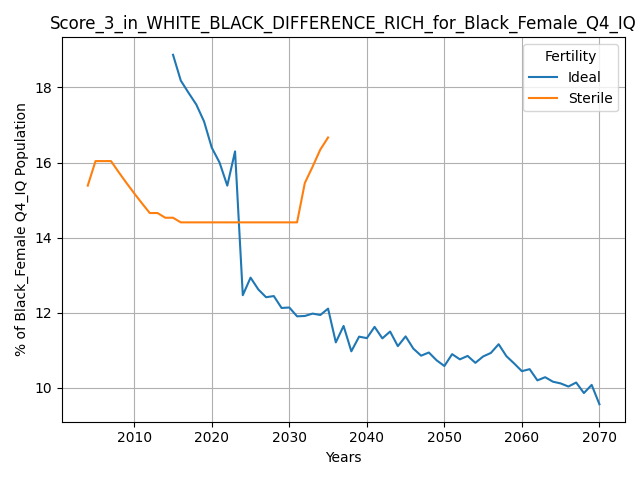 Score_3_in_WHITE_BLACK_DIFFERENCE_RICH_for_Black_Female_Q4_IQ
Fertility
Ideal
Sterile
% of Black_Female Q4_IQ Population
18
16
14
12
10
2010
2020
2030
2040
2050
2060
2070
Years